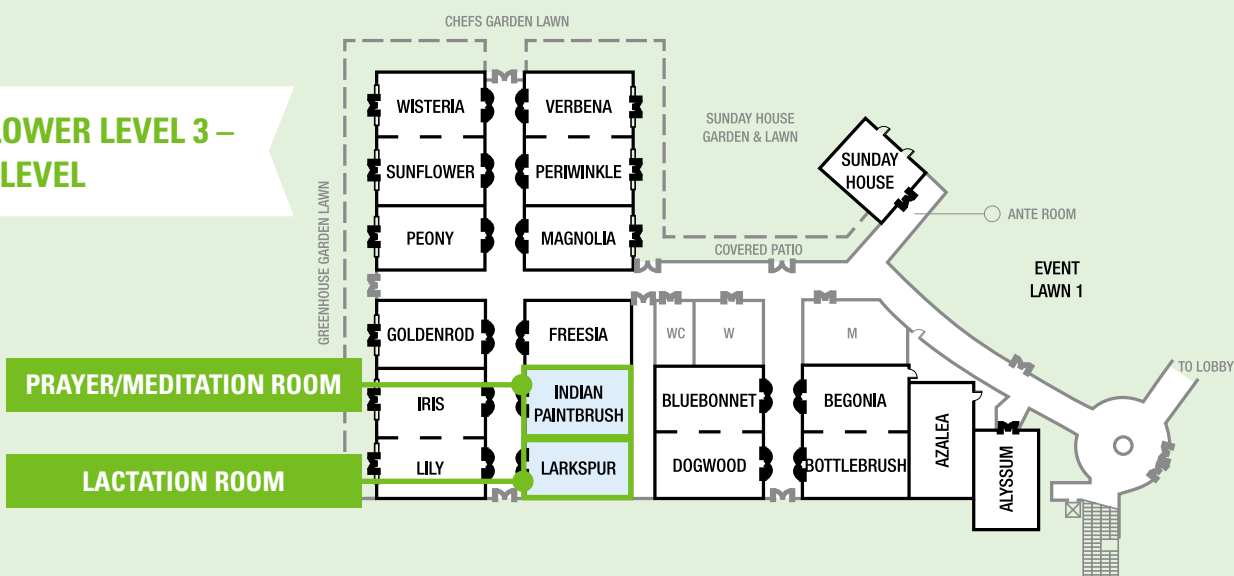 CHEFS GARDEN LAWN
OWER LEVEL 3 –
LEVEL
WISTERIA
VERBENA
SUNFLOWER
PERIWINKLE
PEONY
MAGNOLIA
GREENHOUSE GARDEN LAWN
SUNDAY HOUSE
GARDEN & LAWN
SUNDAY
HOUSE
ANTE ROOM
COVERED PATIO
EVENT
LAWN 1
GOLDENROD
FREESIA
WC
W
M
TO LOBBY
PRAYER/MEDITATION ROOM
IRIS
INDIAN
PAINTBRUSH
BLUEBONNET
BEGONIA
AZALEA
LACTATION ROOM
LILY
LARKSPUR
DOGWOOD
BOTTLEBRUSH
ALYSSUM